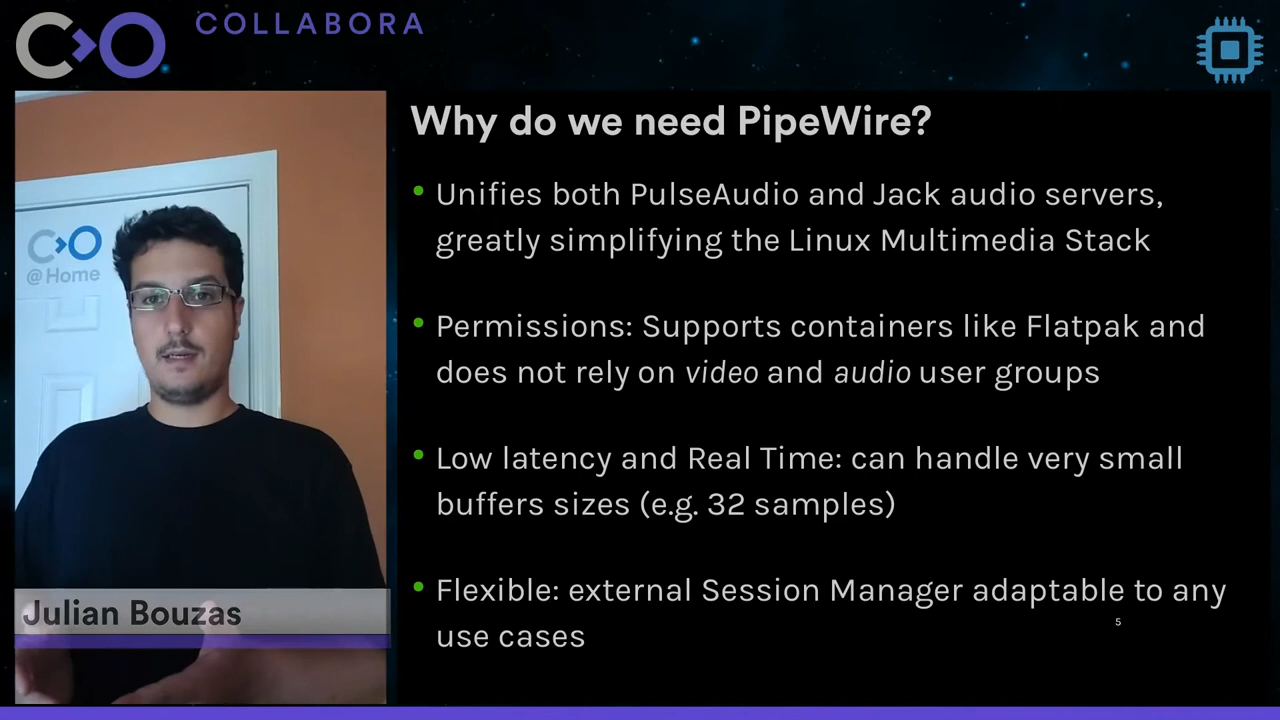 COLLABORA
Why do we need PipeWire?
Unifies both PulseAudio and Jack audio servers,
greatly simplifying the Linux Multimedia Stack
@Home
Permissions: Supports containers like Flatpak and
does not rely on video and audio user groups
Low latency and Real Time: can handle very small
buffers sizes (e.g. 32 samples)
Flexible: external Session Manager adaptable to any
use cases
5
Julian Bouzas